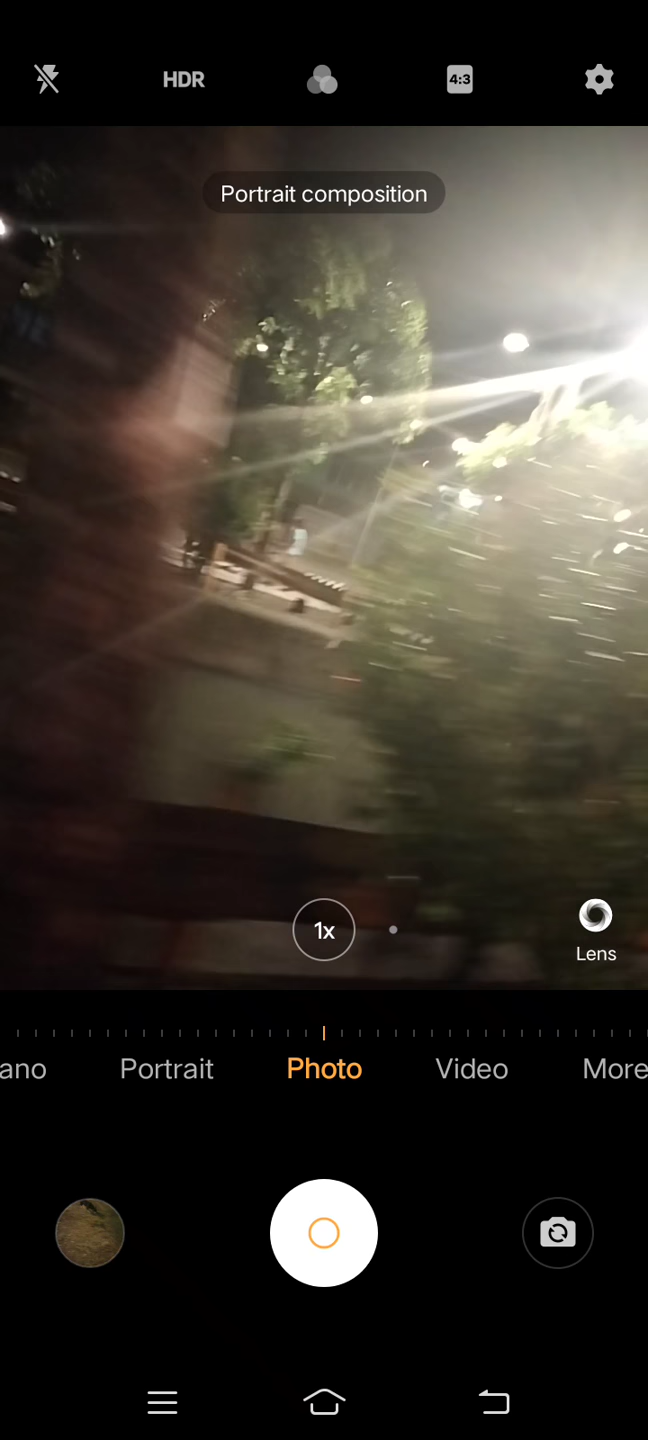 HDR
4:3
Portrait composition
1x
Lens
ano
Portrait
Photo
Video
More